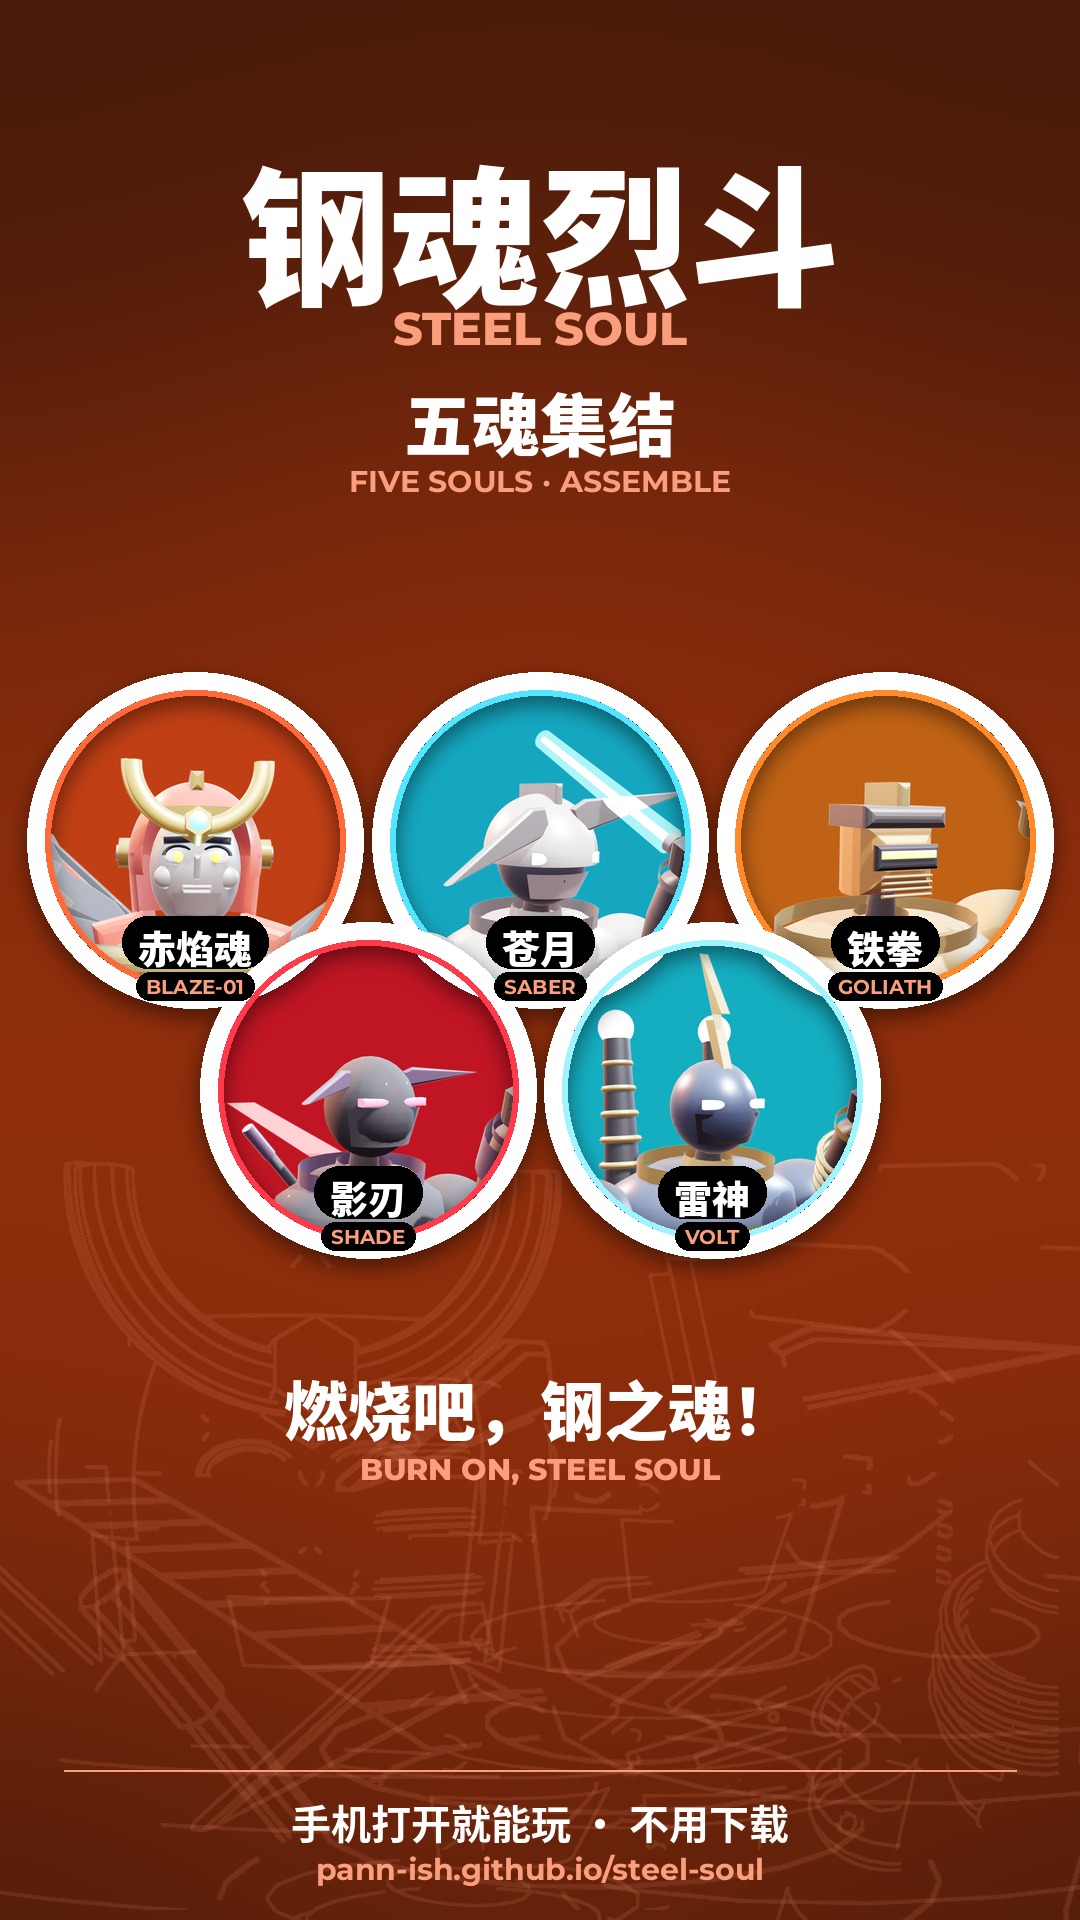 钢魂烈斗
STEEL SOUL
五魂集结
FIVE SOULS · ASSEMBLE
赤焰魂
BLAZE-01
苍月
SABER
铁拳
GOLIATH
影刃
SHADE
雷神
VOLT
燃烧吧，钢之魂！
BURN ON, STEEL SOUL
手机打开就能玩 · 不用下载
pann-ish.github.io/steel-soul